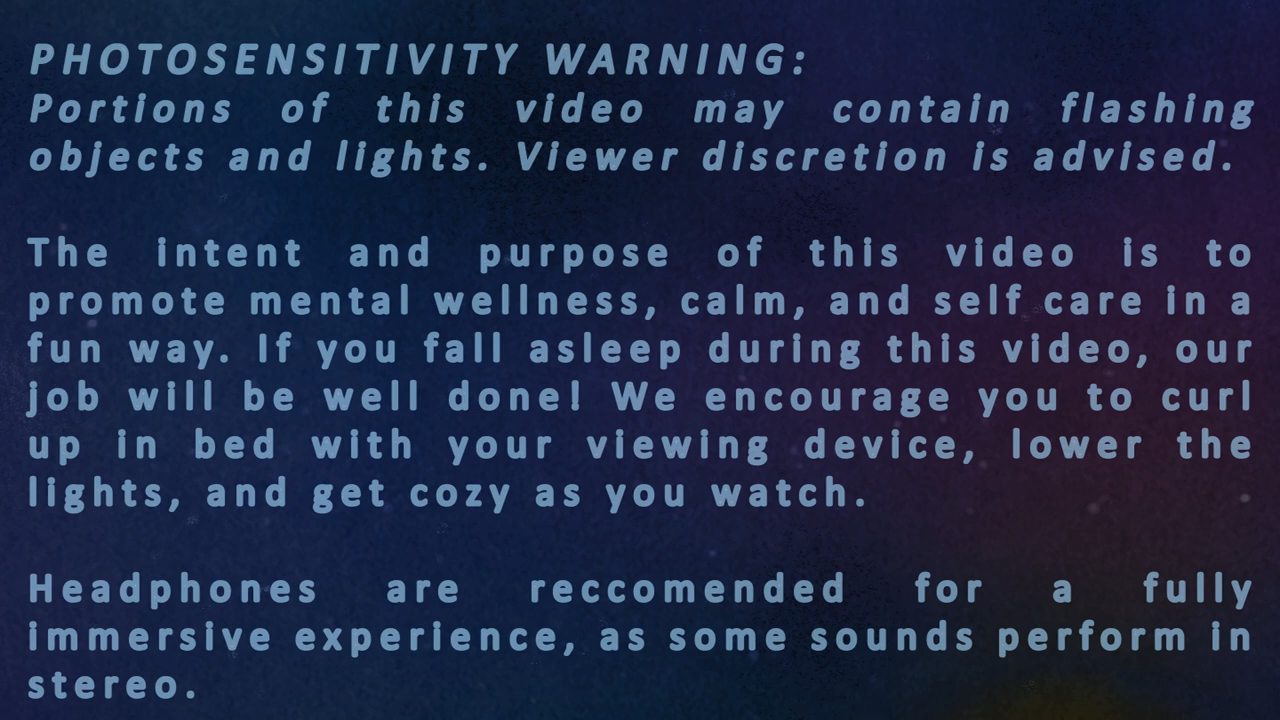 PHOTOSENSITIVITY WARNING:
Portions of this video may contain flashing
objects and lights. Viewer discretion is advised.
The intent and purpose of this video is to
promote mental wellness, calm, and self care in a
fun way. If you fall asleep during this video, our
job will be well done! We encourage you to curl
up in bed with your viewing device, lower the
lights, and get cozy as you watch.
Headphones are reccomended for a fully
immersive experience, as some sounds perform in
stereo.